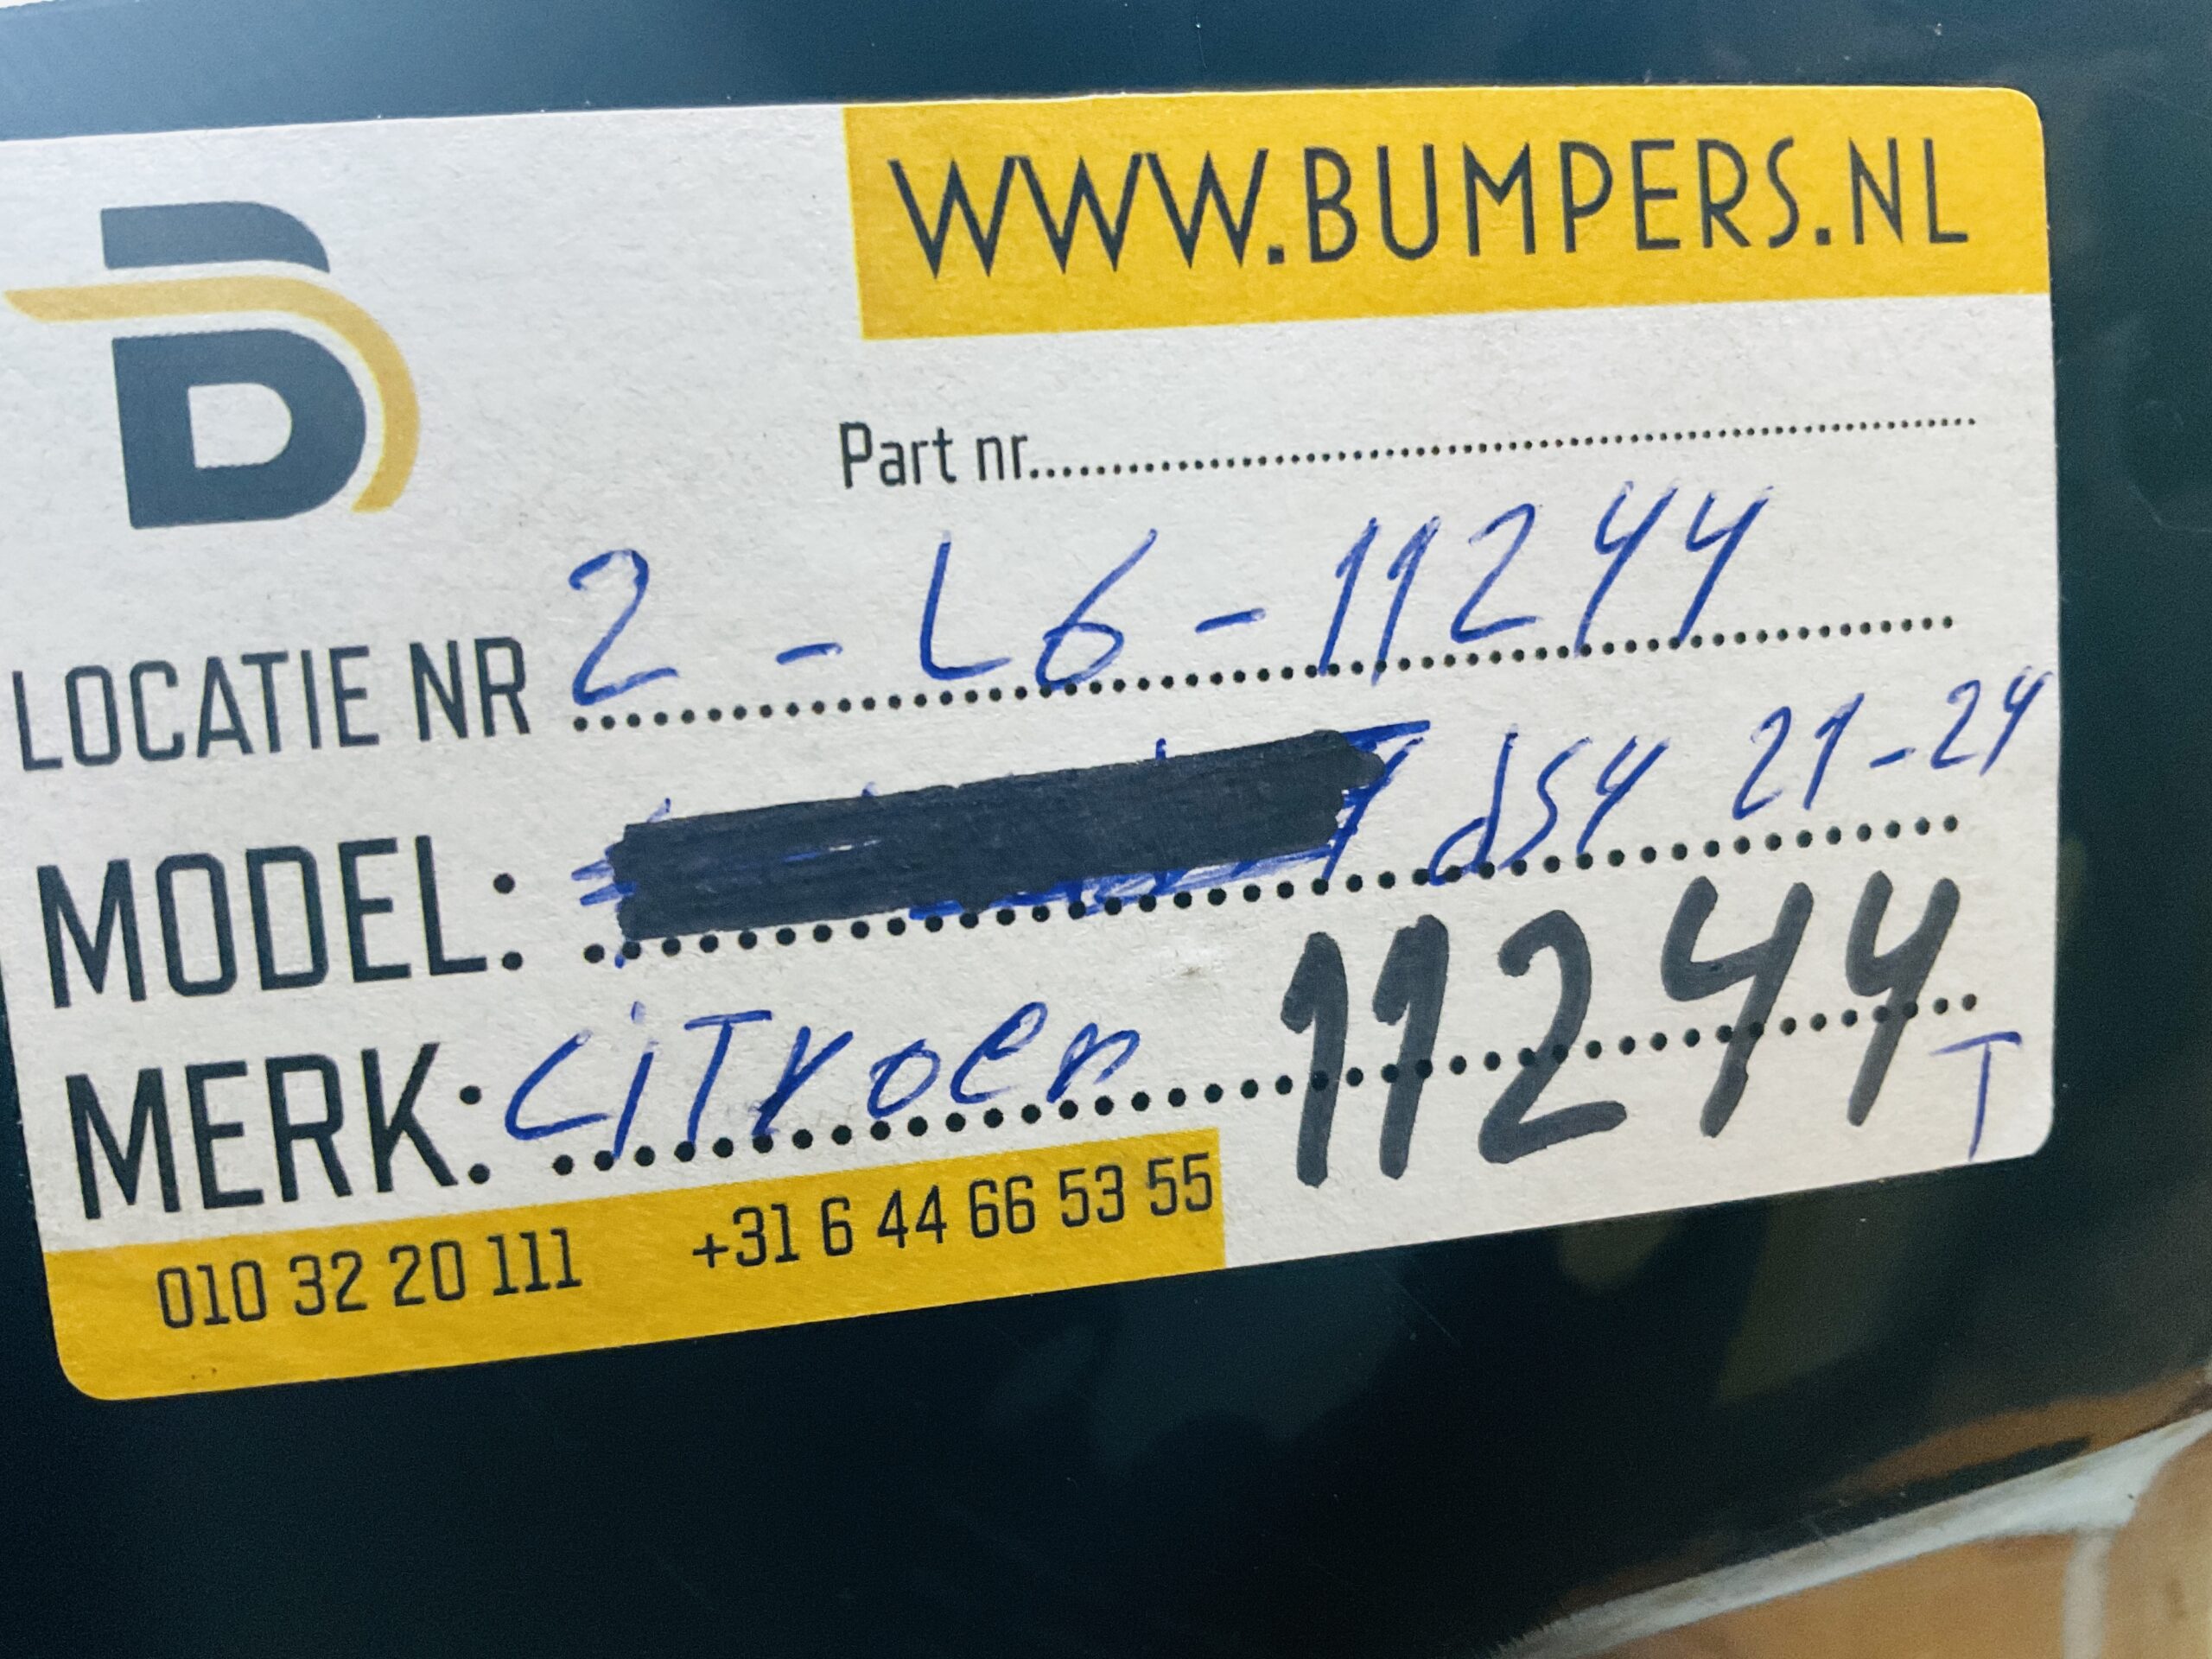 WWW.BUMPERS.NL
B
Part nr........................................
LOCATIE NR 2 - L6 - 11244
MODEL: ds4 21-24
MERK: CiTroen 11244
T
010 32 20 111 +31 6 44 66 53 55